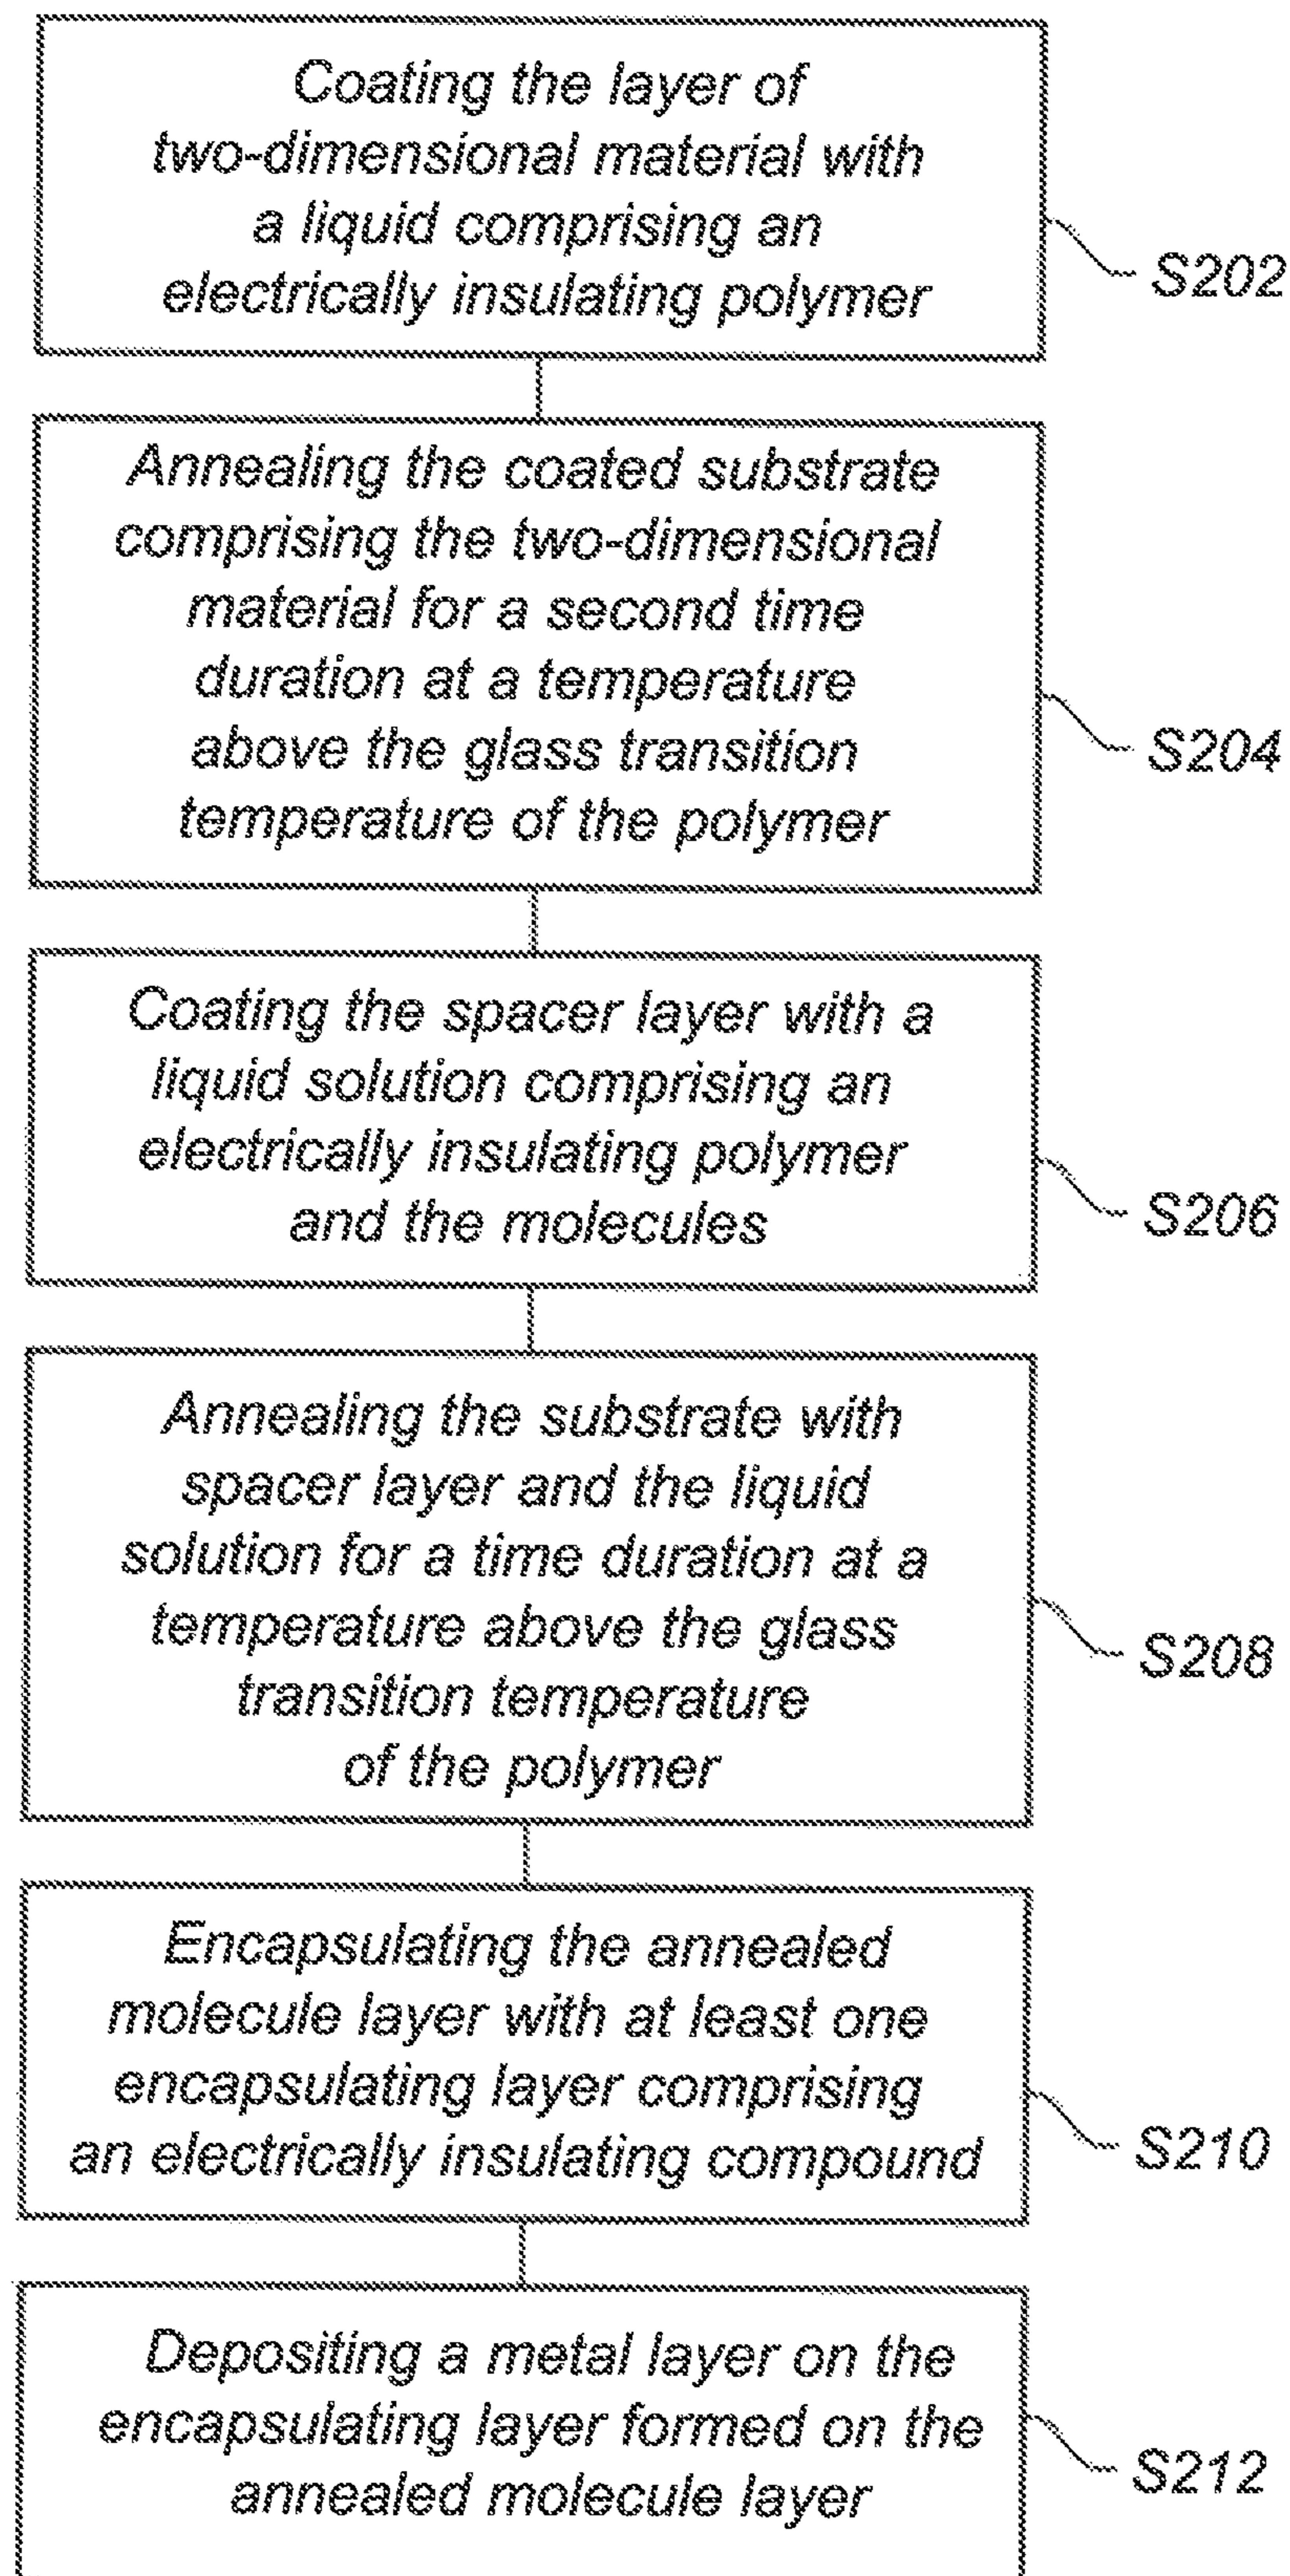 Coating the layer of
two-dimensional material with
a liquid comprising an
electrically insulating polymer
S202
Annealing the coated substrate
comprising the two-dimensional
material for a second time
duration at a temperature
above the glass transition
temperature of the polymer
S204
Coating the spacer layer with a
liquid solution comprising an
electrically insulating polymer
and the molecules
S206
Annealing the substrate with
spacer layer and the liquid
solution for a time duration at a
temperature above the glass
transition temperature
of the polymer
S208
Encapsulating the annealed
molecule layer with at least one
encapsulating layer comprising
an electrically insulating compound
S210
Depositing a metal layer on the
encapsulating layer formed on the
annealed molecule layer
S212